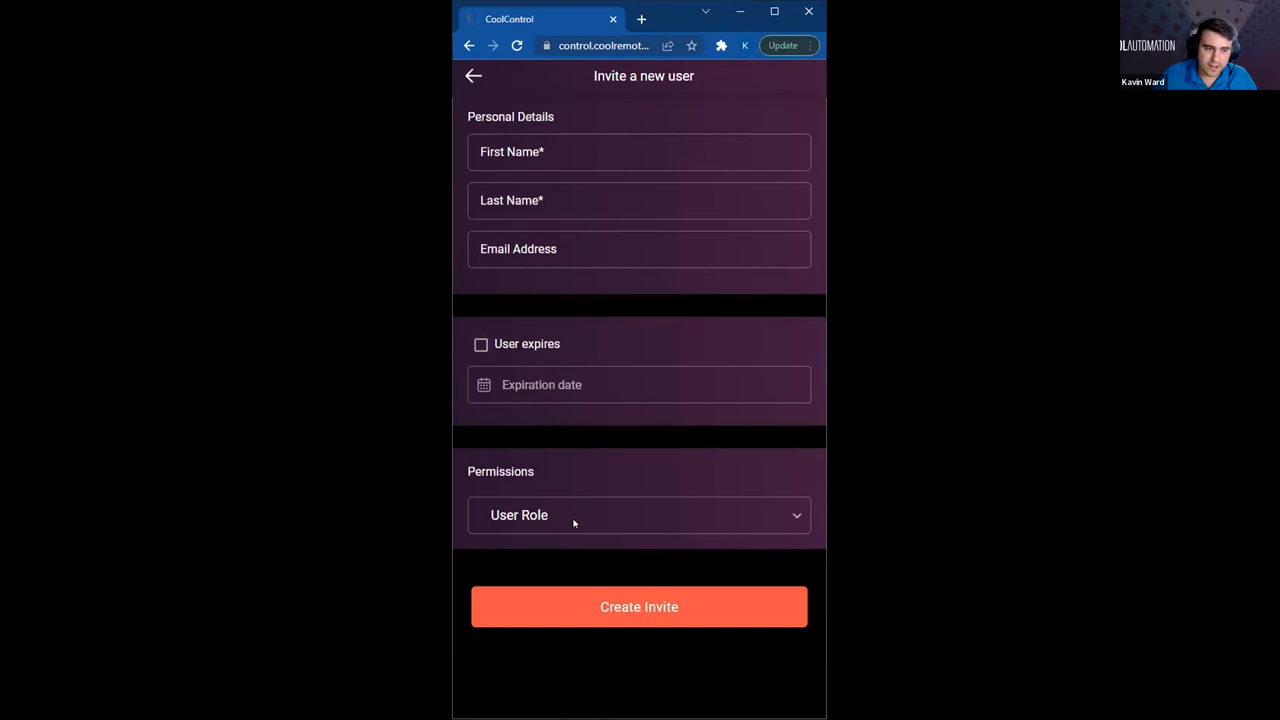 CoolControl
control.coolremot...
K
Update
OLAUTOMATION
Kavin Ward
Invite a new user
Personal Details
First Name*
Last Name*
Email Address
User expires
Expiration date
Permissions
User Role
Create Invite